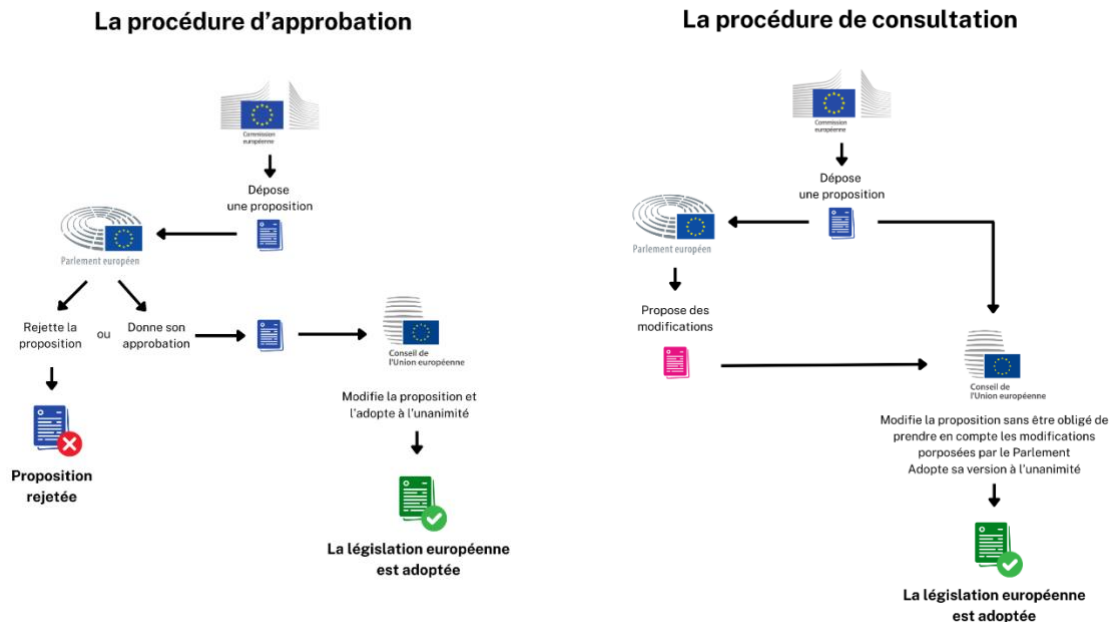 La procédure d'approbation
Commission
européenne
Dépose
une proposition
Parlement européen
Rejette la
proposition
ou
Donne son
approbation
Conseil de
l'Union européenne
Modifie la proposition et
l'adopte à l'unanimité
Proposition
rejetée
La législation européenne
est adoptée
La procédure de consultation
Commission
européenne
Dépose
une proposition
Parlement européen
Propose des
modifications
Conseil de
l'Union européenne
Modifie la proposition sans être obligé de
prendre en compte les modifications
porposées par le Parlement
Adopte sa version à l'unanimité
La législation européenne
est adoptée